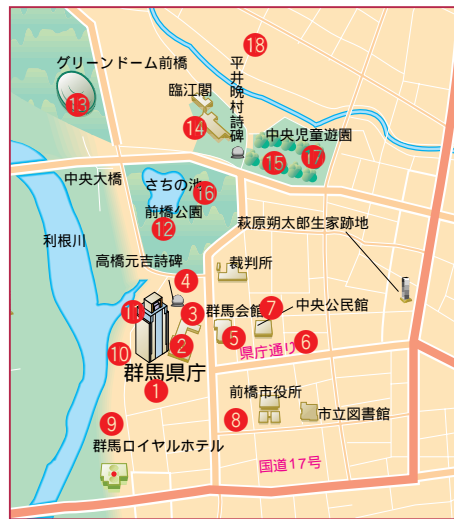 18
グリーンドーム前橋
平井晩村詩碑
臨江閣
13
14
中央児童遊園
15
17
中央大橋
さちの池
16
前橋公園
12
萩原朔太郎生家跡地
利根川
高橋元吉詩碑
裁判所
4
11
3
群馬会館
7
中央公民館
5
県庁通り
6
10
2
群馬県庁
1
前橋市役所
8
市立図書館
9
群馬ロイヤルホテル
国道17号